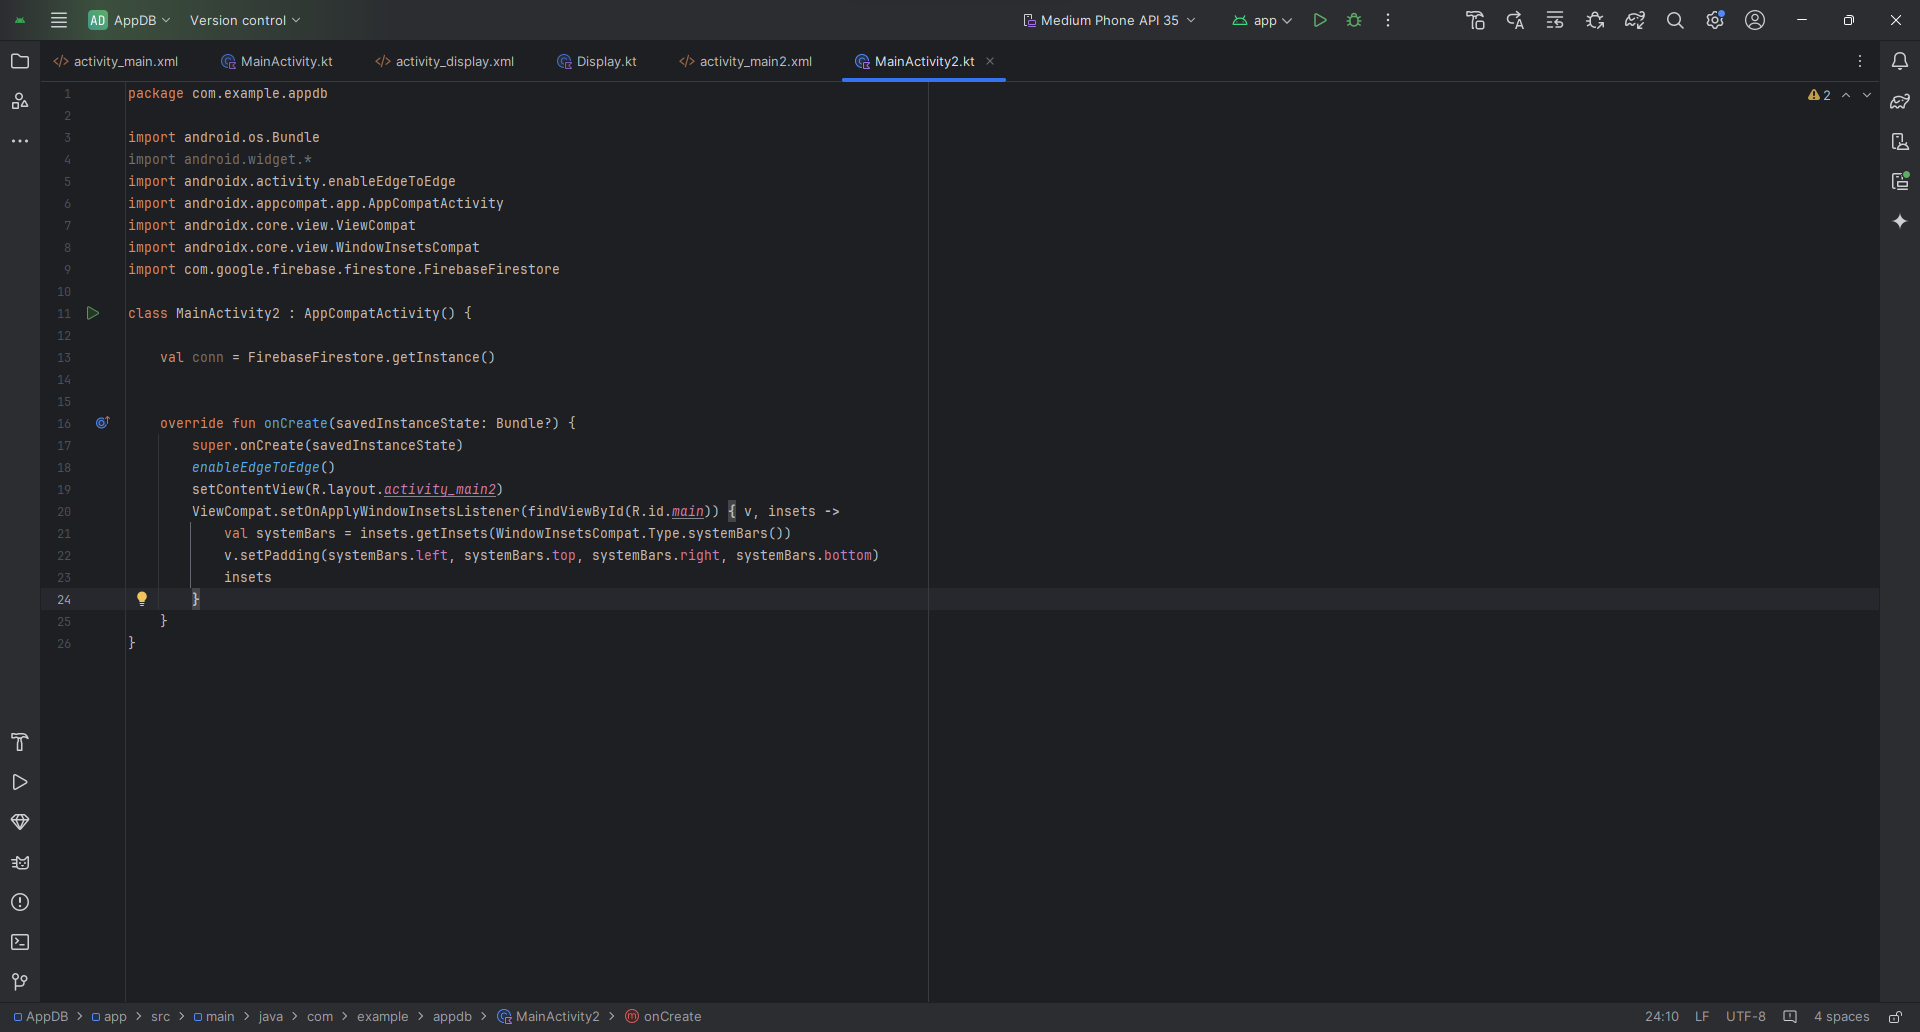 AD AppDB Version control Medium Phone API 35 app
activity_main.xml MainActivity.kt activity_display.xml Display.kt activity_main2.xml MainActivity2.kt
2
1 package com.example.appdb
2
3 import android.os.Bundle
4 import android.widget.*
5 import androidx.activity.enableEdgeToEdge
6 import androidx.appcompat.app.AppCompatActivity
7 import androidx.core.view.ViewCompat
8 import androidx.core.view.WindowInsetsCompat
9 import com.google.firebase.firestore.FirebaseFirestore
10
11 class MainActivity2 : AppCompatActivity() {
12
13 val conn = FirebaseFirestore.getInstance()
14
15
16 override fun onCreate(savedInstanceState: Bundle?) {
17 super.onCreate(savedInstanceState)
18 enableEdgeToEdge()
19 setContentView(R.layout.activity_main2)
20 ViewCompat.setOnApplyWindowInsetsListener(findViewById(R.id.main)) { v, insets ->
21 val systemBars = insets.getInsets(WindowInsetsCompat.Type.systemBars())
22 v.setPadding(systemBars.left, systemBars.top, systemBars.right, systemBars.bottom)
23 insets
24 }
25 }
26 }
AppDB > app > src > main > java > com > example > appdb > MainActivity2 > onCreate 24:10 LF UTF-8 4 spaces